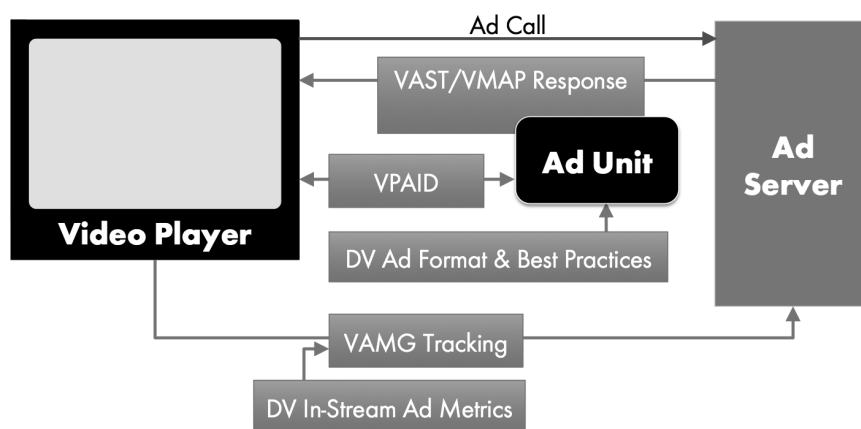 Ad Call
VAST/VMAP Response
Ad Unit
Ad
Server
VPAID
Video Player
DV Ad Format & Best Practices
VAMG Tracking
DV In-Stream Ad Metrics